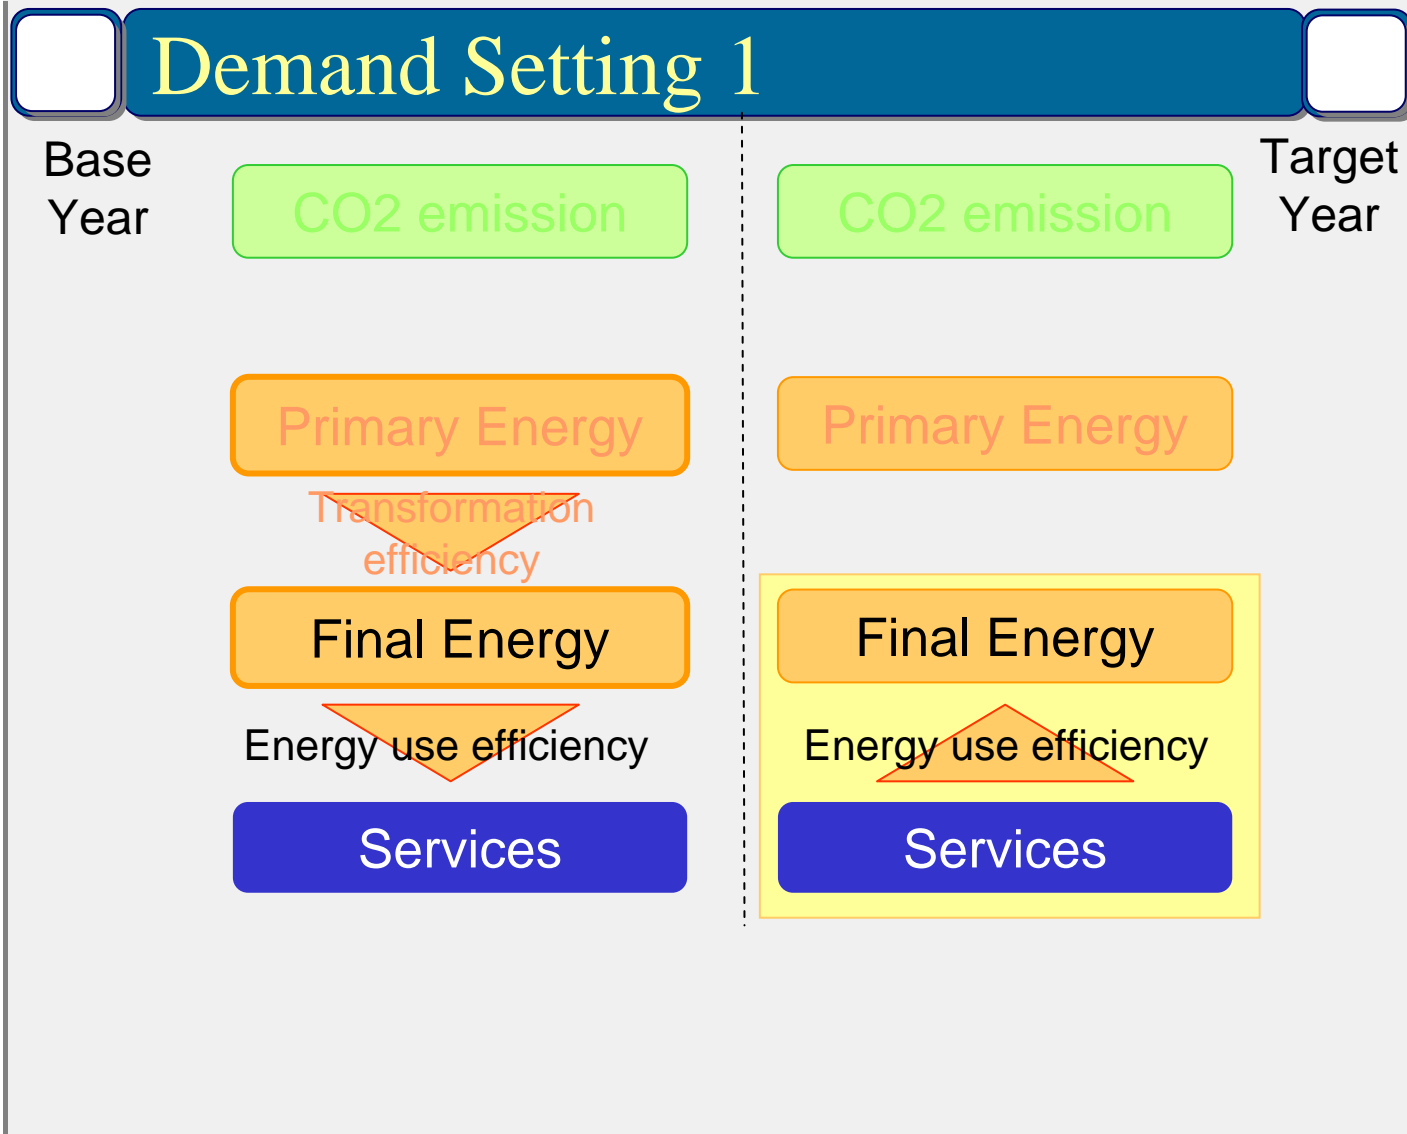 Demand Setting 1
Base
Year
CO2 emission
Primary Energy
Transformation
efficiency
Final Energy
Energy use efficiency
Services
Target
Year
CO2 emission
Primary Energy
Final Energy
Energy use efficiency
Services